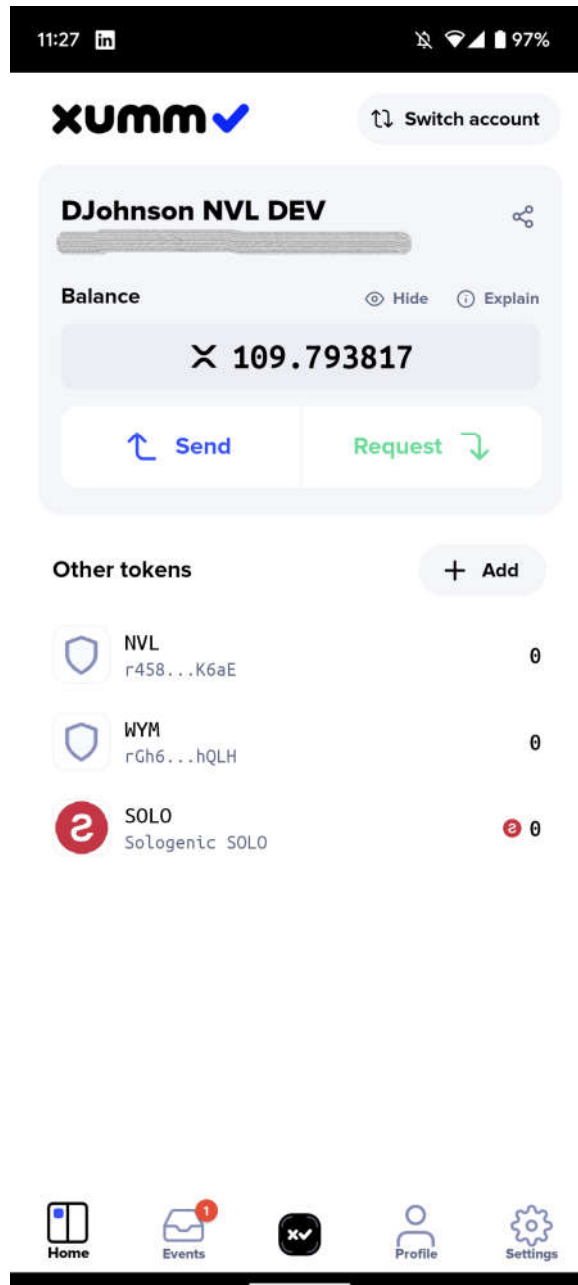 11:27 in 97%
xumm Switch account
DJohnson NVL DEV
Balance Hide Explain
X 109.793817
Send Request
Other tokens + Add
NVL 0
r458...K6aE
WYM 0
rGh6...hQLH
SOLO 0
Sologenic SOLO
1
Home Events Profile Settings